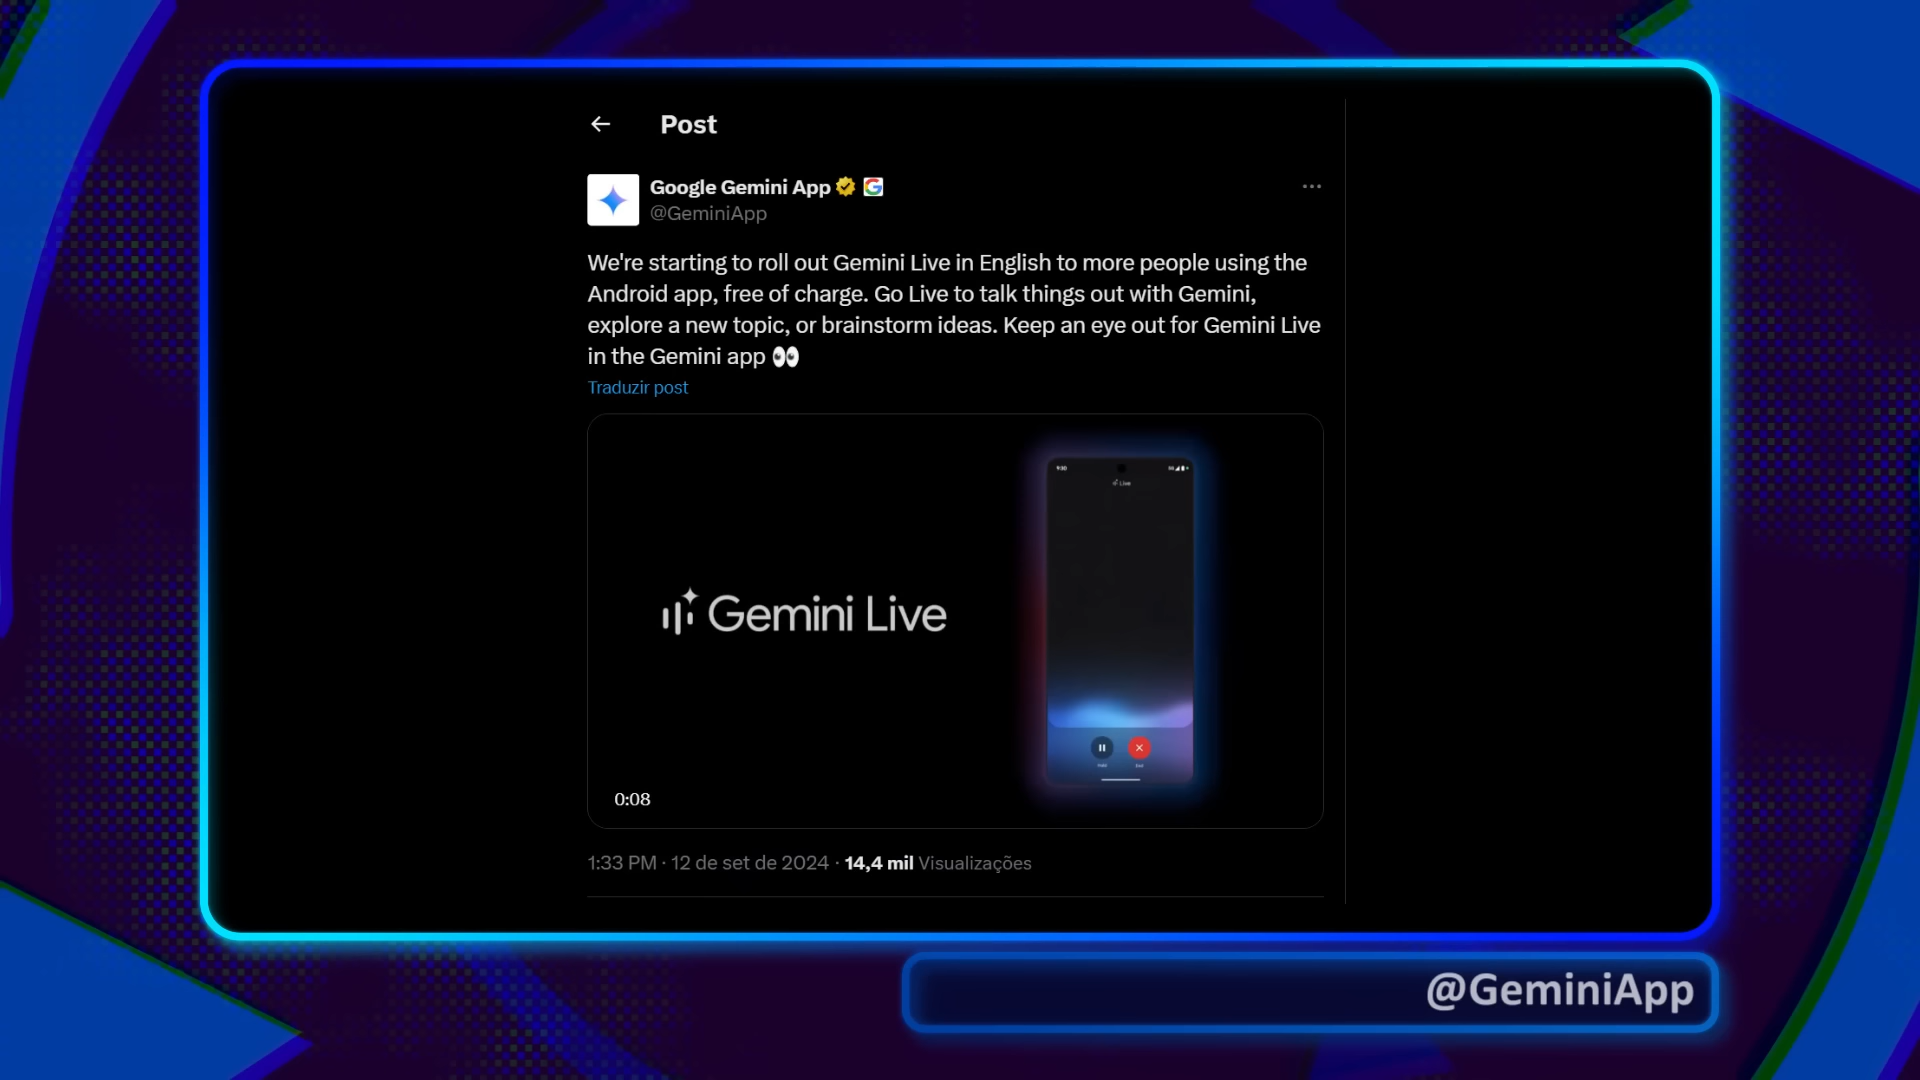 Post
Google Gemini App
@GeminiApp
We're starting to roll out Gemini Live in English to more people using the
Android app, free of charge. Go Live to talk things out with Gemini,
explore a new topic, or brainstorm ideas. Keep an eye out for Gemini Live
in the Gemini app 👀
Traduzir post
9:30
Live
Gemini Live
0:08
1:33 PM · 12 de set de 2024 · 14,4 mil Visualizações
@GeminiApp